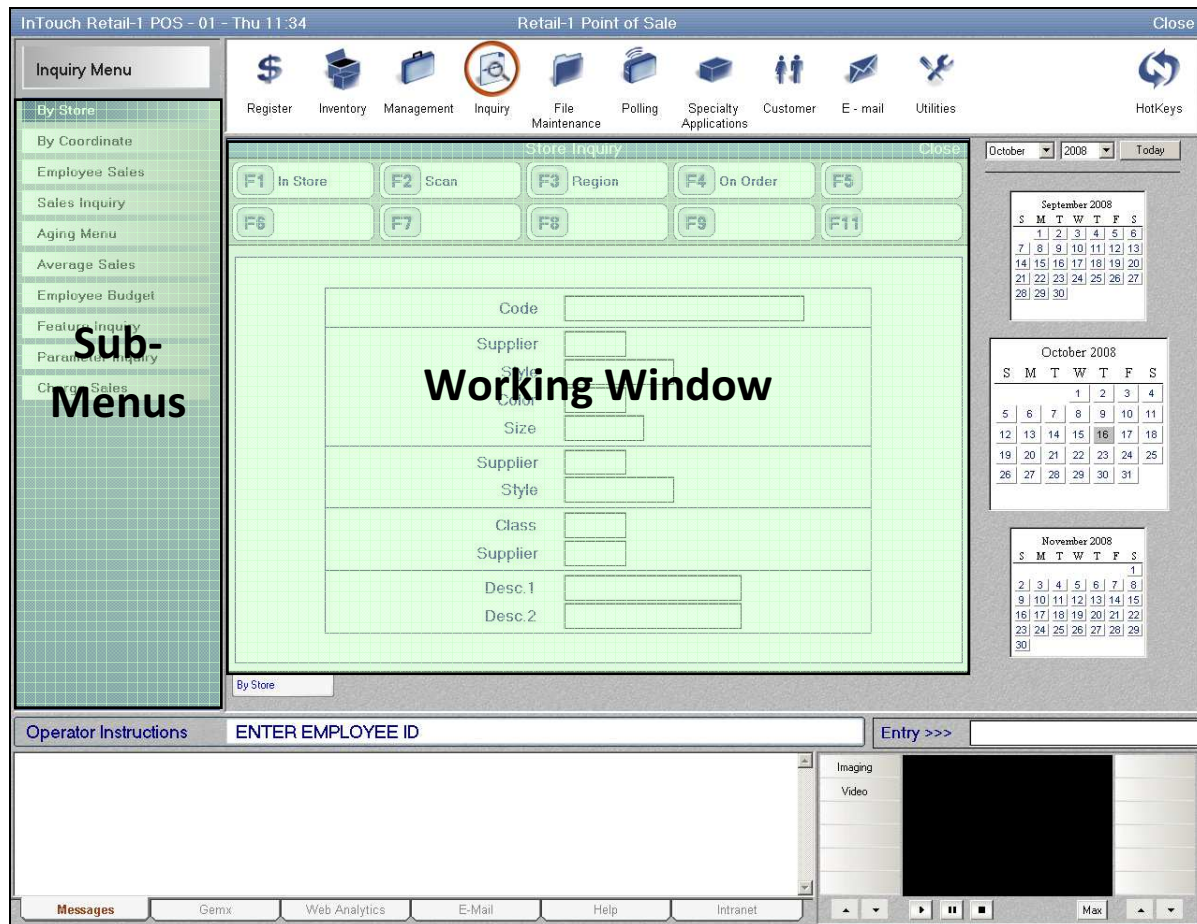 InTouch Retail-1 POS - 01 - Thu 11:34 Retail-1 Point of Sale Close
Inquiry Menu
By Store
By Coordinate
Employee Sales
Sales Inquiry
Aging Menu
Average Sales
Employee Budget
Feature Inquiry
Parameter Inquiry
Charge Sales
Sub-
Menus
$
Register Inventory Management Inquiry File Maintenance Polling Specialty Applications Customer E - mail Utilities HotKeys
Store Inquiry Close
F1 In Store F2 Scan F3 Region F4 On Order F5
F6 F7 F8 F9 F11
Code
Supplier
Style
Color
Size
Supplier
Style
Class
Supplier
Desc.1
Desc.2
Working Window
By Store
October 2008 Today
September 2008
S M T W T F S
1 2 3 4 5 6
7 8 9 10 11 12 13
14 15 16 17 18 19 20
21 22 23 24 25 26 27
28 29 30
October 2008
S M T W T F S
1 2 3 4
5 6 7 8 9 10 11
12 13 14 15 16 17 18
19 20 21 22 23 24 25
26 27 28 29 30 31
November 2008
S M T W T F S
1
2 3 4 5 6 7 8
9 10 11 12 13 14 15
16 17 18 19 20 21 22
23 24 25 26 27 28 29
30
Operator Instructions ENTER EMPLOYEE ID Entry >>>
Imaging
Video
Messages Gemx Web Analytics E-Mail Help Intranet Max